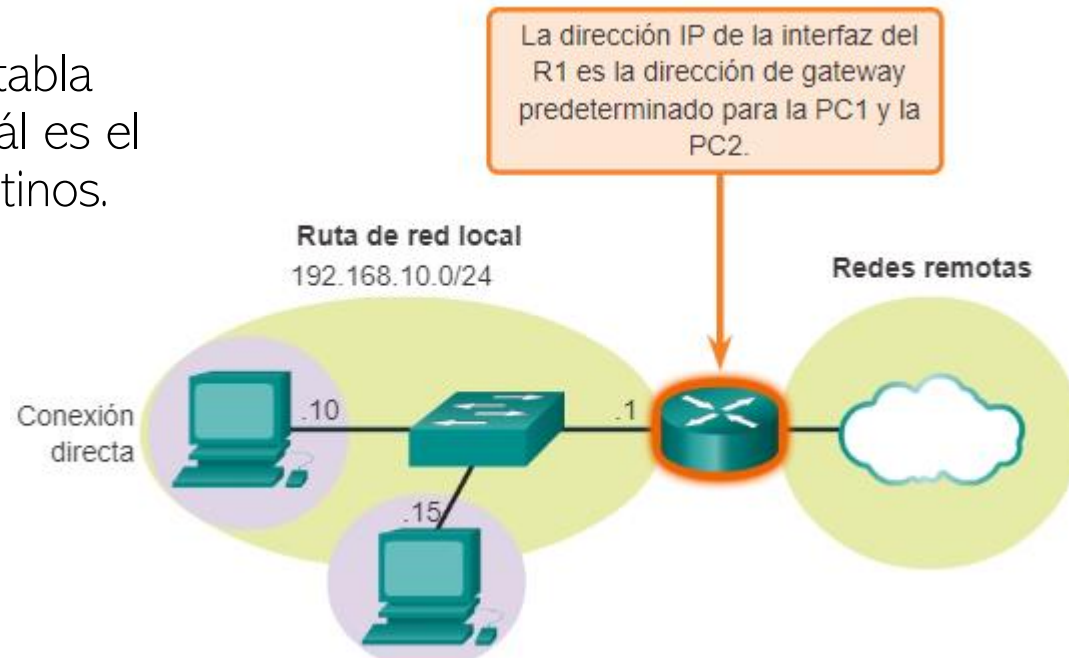 tabla
ál es el
tinos.
La dirección IP de la interfaz del
R1 es la dirección de gateway
predeterminado para la PC1 y la
PC2.
Ruta de red local
192.168.10.0/24
Redes remotas
Conexión
directa
.10
.1
.15